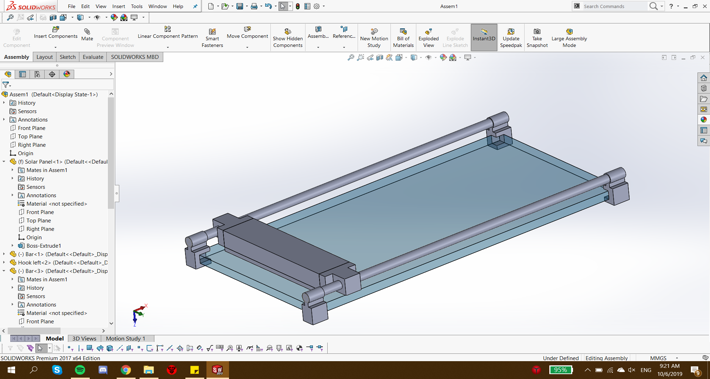 SOLIDWORKS
File Edit View Insert Tools Window Help
Assem1
Search Commands
Edit Component
Insert Components
Mate
Component Preview Window
Linear Component Pattern
Smart Fasteners
Move Component
Show Hidden Components
Assemb...
Referenc...
New Motion Study
Bill of Materials
Exploded View
Explode Line Sketch
Instant3D
Update Speedpak
Take Snapshot
Large Assembly Mode
Assembly Layout Sketch Evaluate SOLIDWORKS MBD
Assem1 (Default<Display State-1>)
History
Sensors
Annotations
Front Plane
Top Plane
Right Plane
Origin
(f) Solar Panel<1> (Default<<Defaul
Mates in Assem1
History
Sensors
Annotations
Material <not specified>
Front Plane
Top Plane
Right Plane
Origin
Boss-Extrude1
(-) Bar<1> (Default<<Default>_Disp
Hook left<2> (Default<<Default>_D
(-) Bar<3> (Default<<Default>_Disp
Mates in Assem1
History
Sensors
Annotations
Material <not specified>
Front Plane
Model 3D Views Motion Study 1
SOLIDWORKS Premium 2017 x64 Edition
Under Defined Editing Assembly MMGS
95%
ENG
9:21 AM
10/6/2019